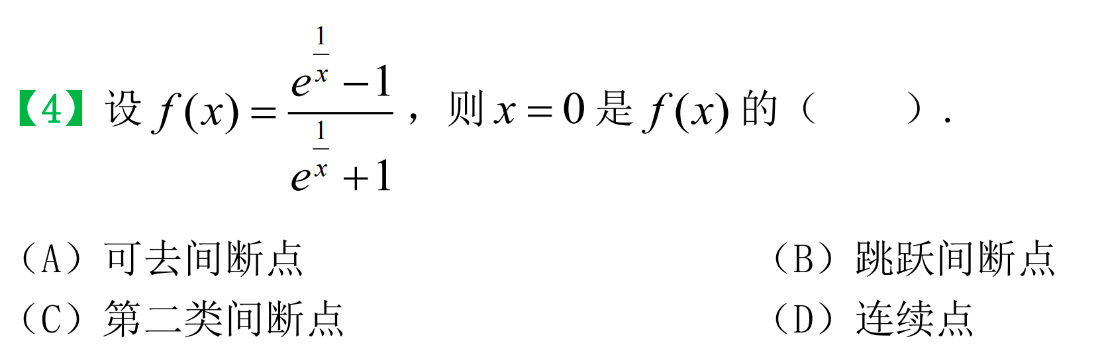 【4】设 $f(x)=\dfrac{e^{\frac{1}{x}}-1}{e^{\frac{1}{x}}+1}$，则 $x=0$ 是 $f(x)$ 的（　　）.
（A）可去间断点　　（B）跳跃间断点
（C）第二类间断点　　（D）连续点